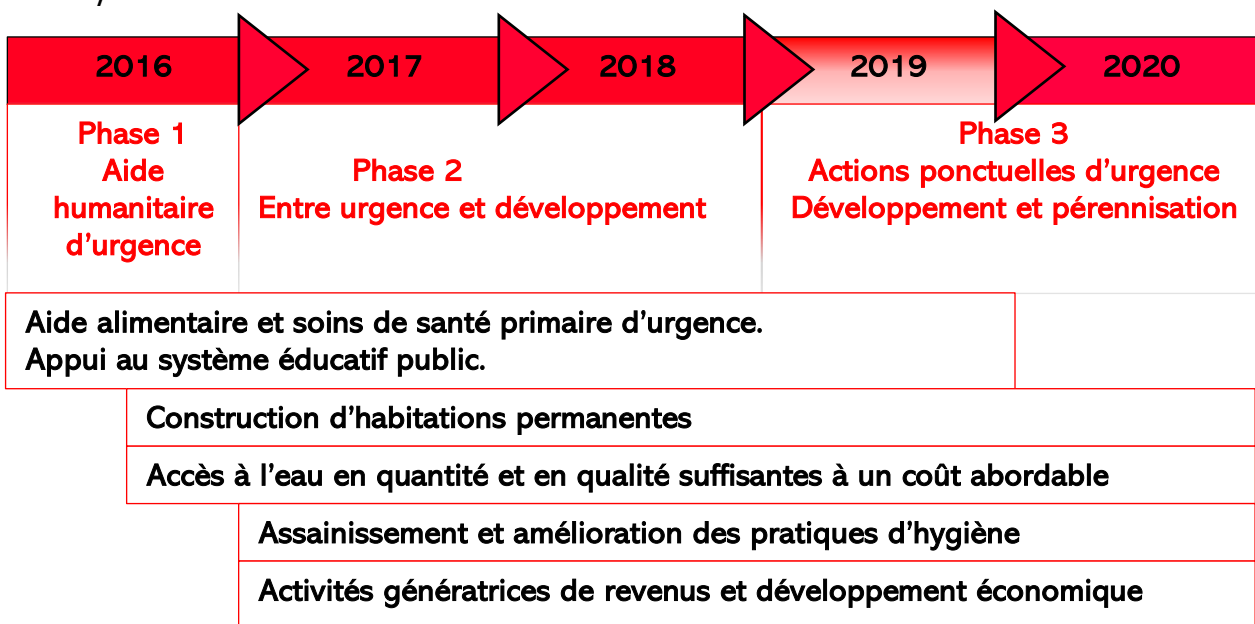 2016 2017 2018 2019 2020
Phase 1
Aide
humanitaire
d’urgence
Phase 2
Entre urgence et développement
Phase 3
Actions ponctuelles d’urgence
Développement et pérennisation
Aide alimentaire et soins de santé primaire d’urgence.
Appui au système éducatif public.
Construction d’habitations permanentes
Accès à l’eau en quantité et en qualité suffisantes à un coût abordable
Assainissement et amélioration des pratiques d’hygiène
Activités génératrices de revenus et développement économique